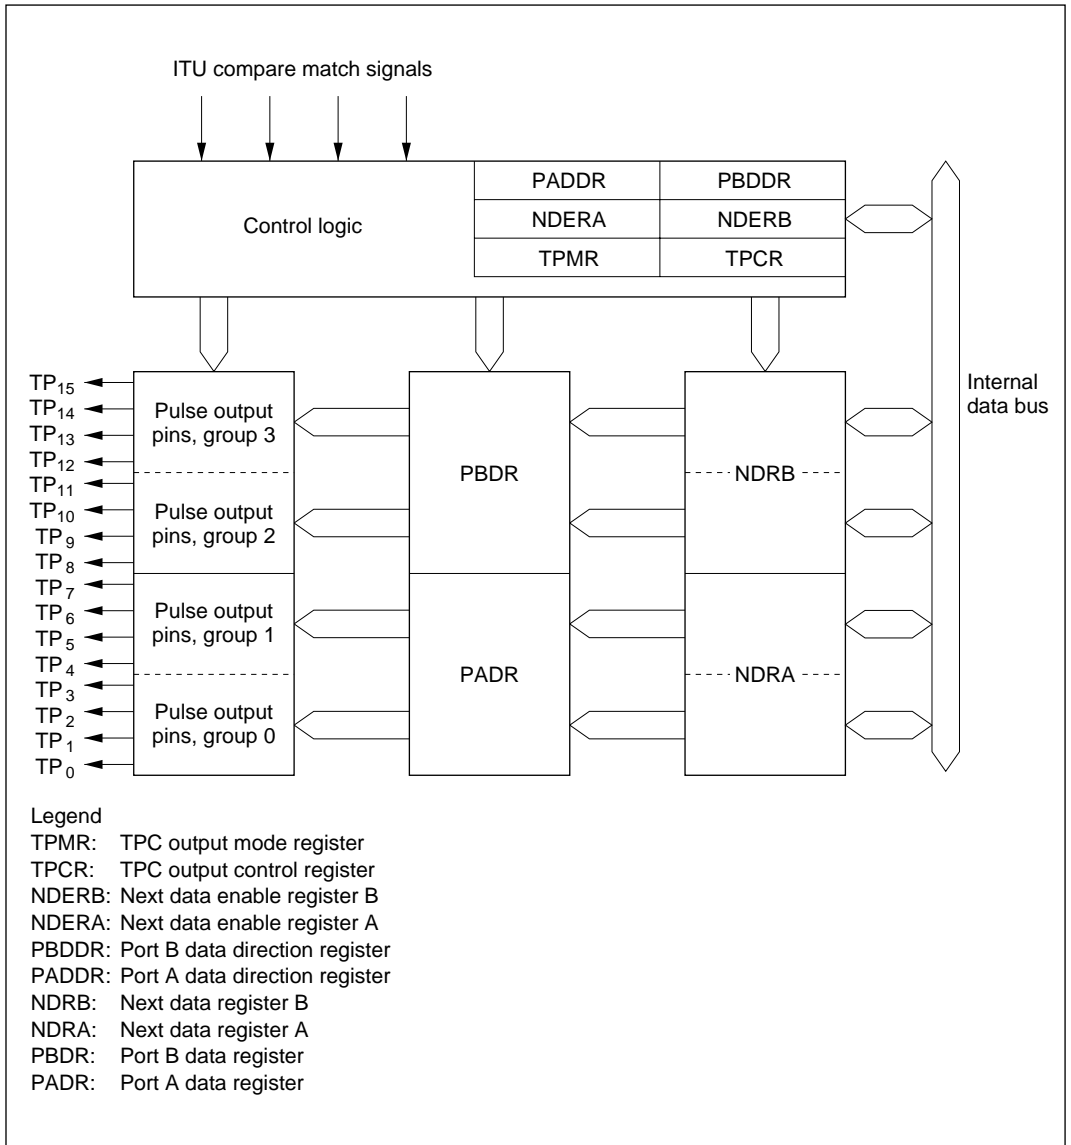 ITU compare match signals
PADDR PBDDR
Control logic NDERA NDERB
TPMR TPCR
Internal
data bus
TP15
TP14
TP13
TP12
TP11
TP10
TP9
TP8
TP7
TP6
TP5
TP4
TP3
TP2
TP1
TP0
Pulse output
pins, group 3
Pulse output
pins, group 2
Pulse output
pins, group 1
Pulse output
pins, group 0
PBDR
PADR
NDRB
NDRA
Legend
TPMR: TPC output mode register
TPCR: TPC output control register
NDERB: Next data enable register B
NDERA: Next data enable register A
PBDDR: Port B data direction register
PADDR: Port A data direction register
NDRB: Next data register B
NDRA: Next data register A
PBDR: Port B data register
PADR: Port A data register